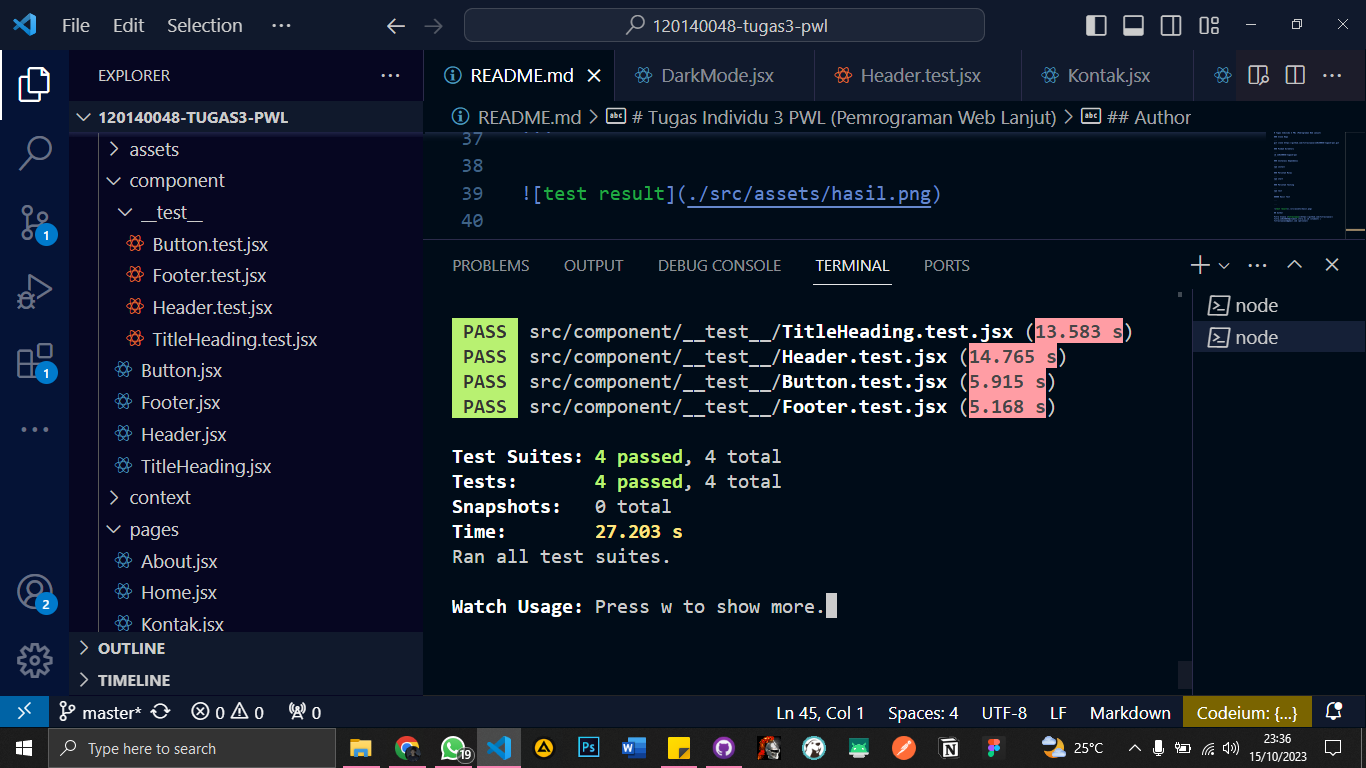 File Edit Selection ···
120140048-tugas3-pwl
EXPLORER
120140048-TUGAS3-PWL
assets
component
__test__
Button.test.jsx
Footer.test.jsx
Header.test.jsx
TitleHeading.test.jsx
Button.jsx
Footer.jsx
Header.jsx
TitleHeading.jsx
context
pages
About.jsx
Home.jsx
Kontak.jsx
OUTLINE
TIMELINE
1
1
2
README.md DarkMode.jsx Header.test.jsx Kontak.jsx
README.md > # Tugas Individu 3 PWL (Pemrograman Web Lanjut) > ## Author
37
38
39 ![test result](./src/assets/hasil.png)
40
PROBLEMS OUTPUT DEBUG CONSOLE TERMINAL PORTS
node
node
PASS src/component/__test__/TitleHeading.test.jsx (13.583 s)
PASS src/component/__test__/Header.test.jsx (14.765 s)
PASS src/component/__test__/Button.test.jsx (5.915 s)
PASS src/component/__test__/Footer.test.jsx (5.168 s)
Test Suites: 4 passed, 4 total
Tests: 4 passed, 4 total
Snapshots: 0 total
Time: 27.203 s
Ran all test suites.
Watch Usage: Press w to show more.
master* 0 0 0 Ln 45, Col 1 Spaces: 4 UTF-8 LF Markdown Codeium: {...}
Type here to search 19 Ps 25°C 23:36
15/10/2023